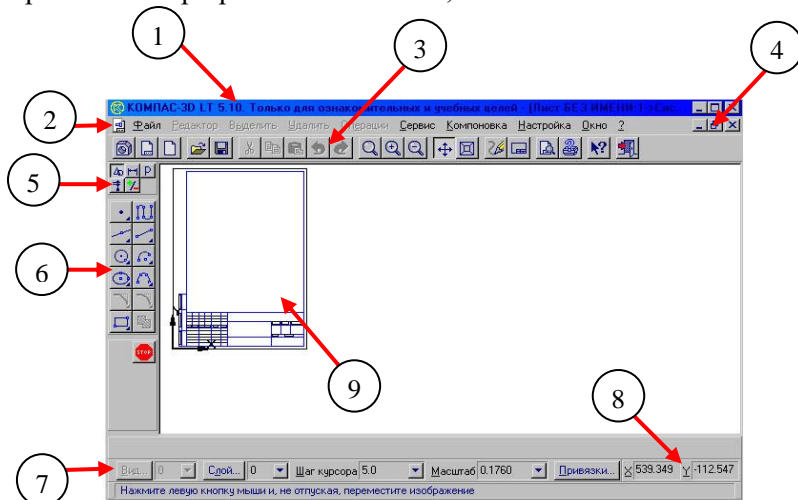 1
3
4
КОМПАС-3D LT 5.10. Только для ознакомительных и учебных целей - [Лист БЕЗ ИМЕНИ:1->Сис
2
Файл Редактор Выделить Удалить Операции Сервис Компоновка Настройка Окно ?
5
6
STOP
9
8
7
Вид... 0 Слой... 0 Шаг курсора 5.0 Масштаб 0.1760 Привязки... X 539.349 Y -112.547
Нажмите левую кнопку мыши и, не отпуская, переместите изображение